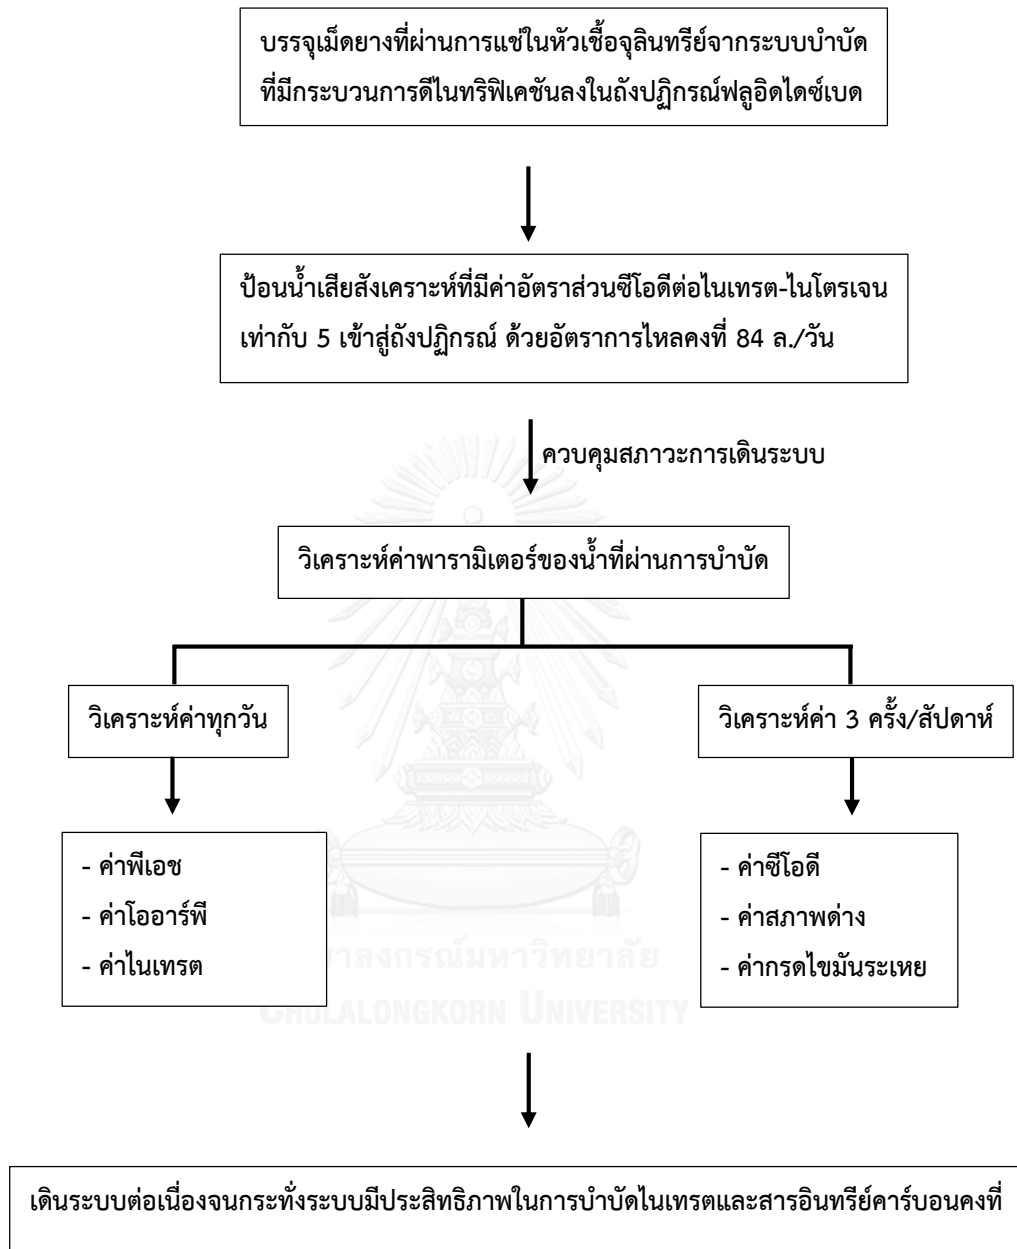 บรรจุเม็ดยางที่ผ่านการแช่ในหัวเชื้อจุลินทรีย์จากระบบบำบัด
ที่มีกระบวนการดีไนทริฟิเคชันลงในถังปฏิกรณ์ฟลูอิดไดซ์เบด
ป้อนน้ำเสียสังเคราะห์ที่มีค่าอัตราส่วนซีโอดีต่อไนเทรต-ไนโตรเจน
เท่ากับ 5 เข้าสู่ถังปฏิกรณ์ ด้วยอัตราการไหลคงที่ 84 ล./วัน
ควบคุมสภาวะการเดินระบบ
วิเคราะห์ค่าพารามิเตอร์ของน้ำที่ผ่านการบำบัด
วิเคราะห์ค่าทุกวัน
วิเคราะห์ค่า 3 ครั้ง/สัปดาห์
- ค่าพีเอช
- ค่าโออาร์พี
- ค่าไนเทรต
- ค่าซีโอดี
- ค่าสภาพด่าง
- ค่ากรดไขมันระเหย
าลงกรณ์มหาวิทยาลัย
CHULALONGKORN UNIVERSITY
เดินระบบต่อเนื่องจนกระทั่งระบบมีประสิทธิภาพในการบำบัดไนเทรตและสารอินทรีย์คาร์บอนคงที่